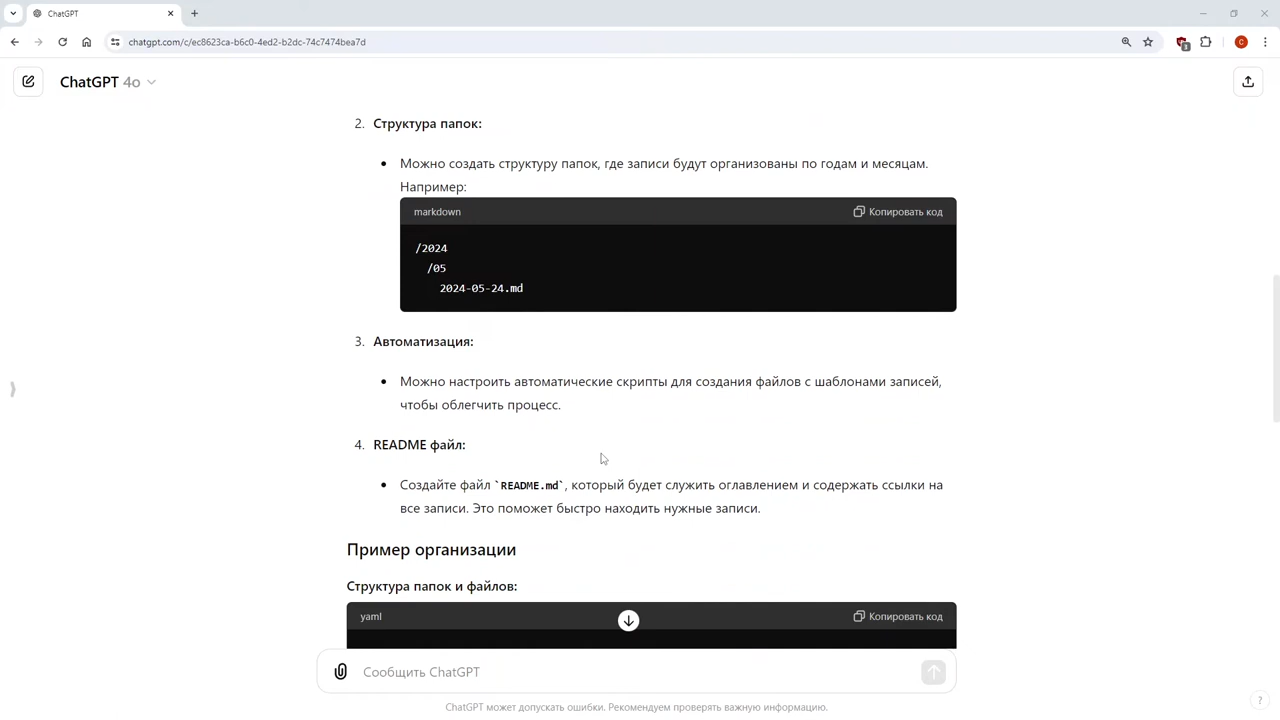 ChatGPT
chatgpt.com/c/ec8623ca-b6c0-4ed2-b2dc-74c7474bea7d
ChatGPT 4o
2. Структура папок:
• Можно создать структуру папок, где записи будут организованы по годам и месяцам.
Например:
markdown
Копировать код
/2024
/05
2024-05-24.md
3. Автоматизация:
• Можно настроить автоматические скрипты для создания файлов с шаблонами записей,
чтобы облегчить процесс.
4. README файл:
• Создайте файл `README.md`, который будет служить оглавлением и содержать ссылки на
все записи. Это поможет быстро находить нужные записи.
Пример организации
Структура папок и файлов:
yaml
Копировать код
Сообщить ChatGPT
ChatGPT может допускать ошибки. Рекомендуем проверять важную информацию.
?